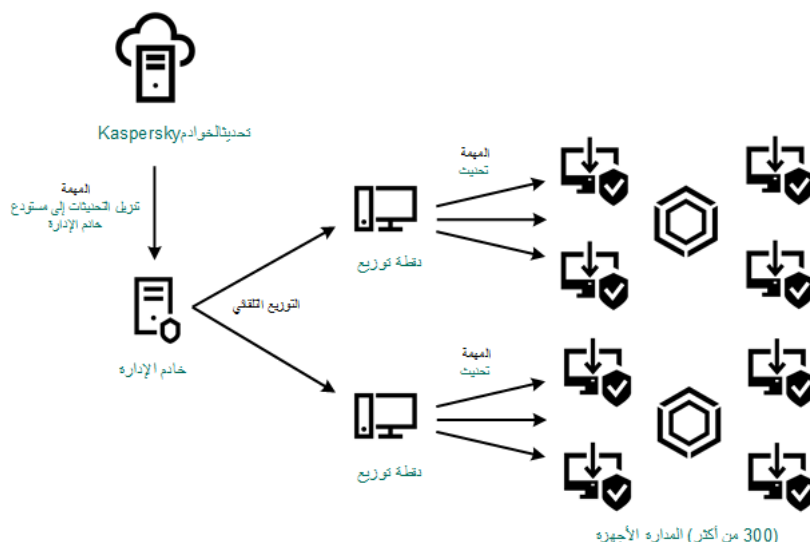 تحديثالخوادمKaspersky
المهمة
تنزيل التحديثات إلى مستودع
خادم الإدارة
خادم الإدارة
التوزيع التلقائي
نقطة توزيع
المهمة
تحديث
نقطة توزيع
المهمة
تحديث
(300 من أكثر) المدارة الأجهزة